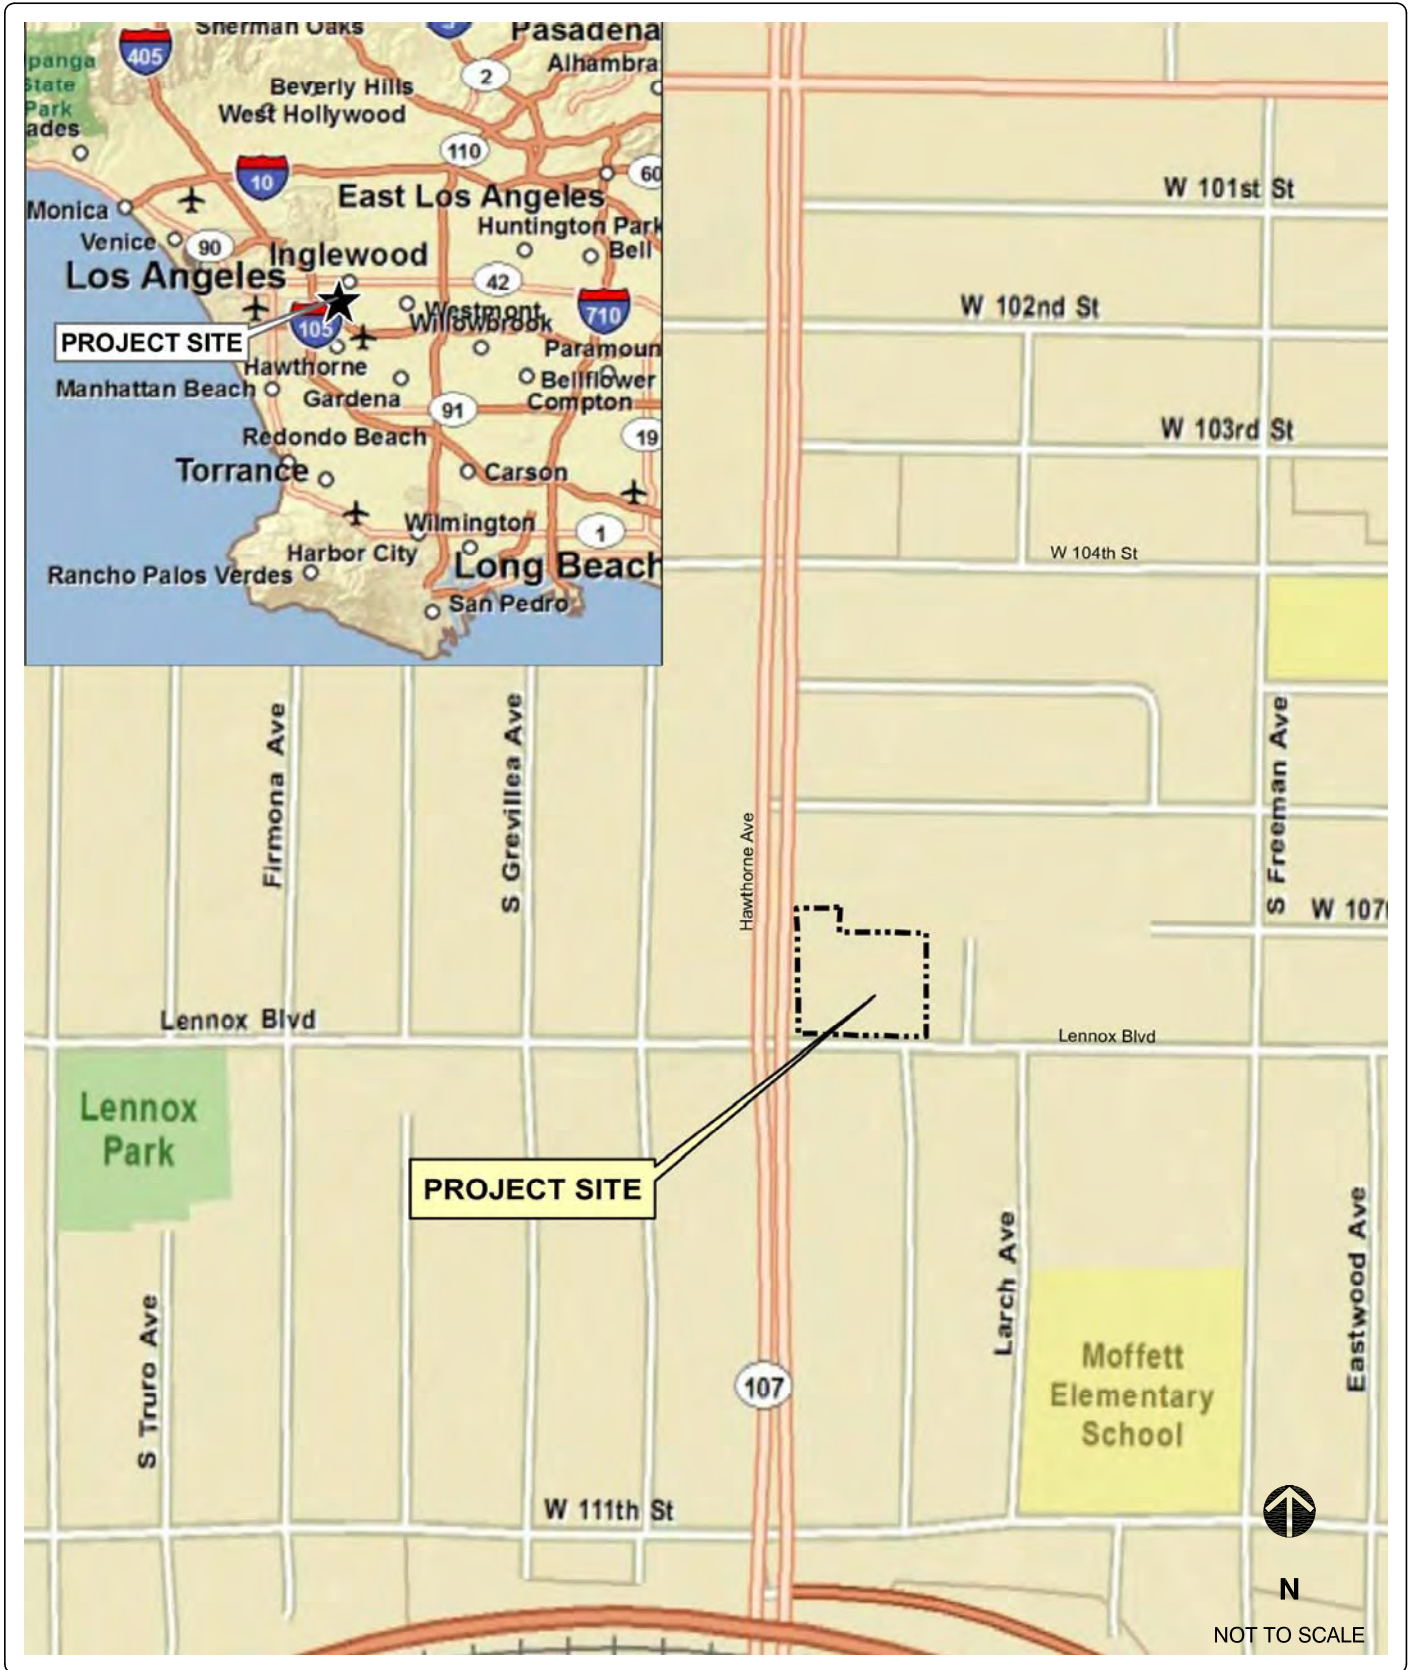 Sherman Oaks
Pasadena
405
2
Alhambra
panga
State
Park
Beverly Hills
West Hollywood
ades
110
10
60
East Los Angeles
Monica
Huntington Park
Venice
90
Inglewood
Bell
Los Angeles
42
Westmont
Willowbrook
710
105
PROJECT SITE
Paramoun
Hawthorne
Manhattan Beach
Gardena
Bellflower
91
Compton
Redondo Beach
19
Torrance
Carson
Wilmington
1
Harbor City
Long Beach
Rancho Palos Verdes
San Pedro
W 101st St
W 102nd St
W 103rd St
W 104th St
Firmona Ave
S Grevillea Ave
Hawthorne Ave
S Freeman Ave
W 107
Lennox Blvd
Lennox Blvd
Lennox
Park
PROJECT SITE
S Truro Ave
Larch Ave
Eastwood Ave
107
Moffett
Elementary
School
W 111th St
N
NOT TO SCALE